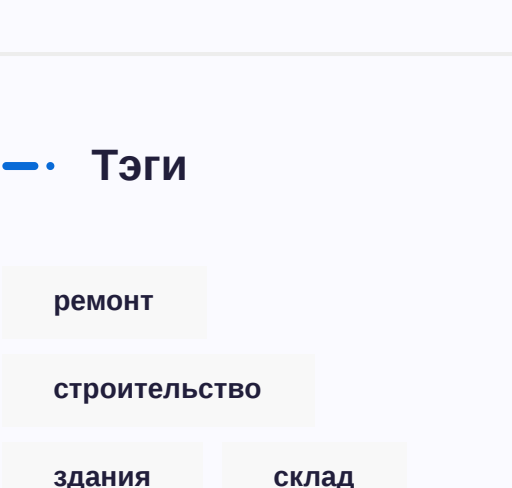 Тэги
ремонт
строительство
здания склад